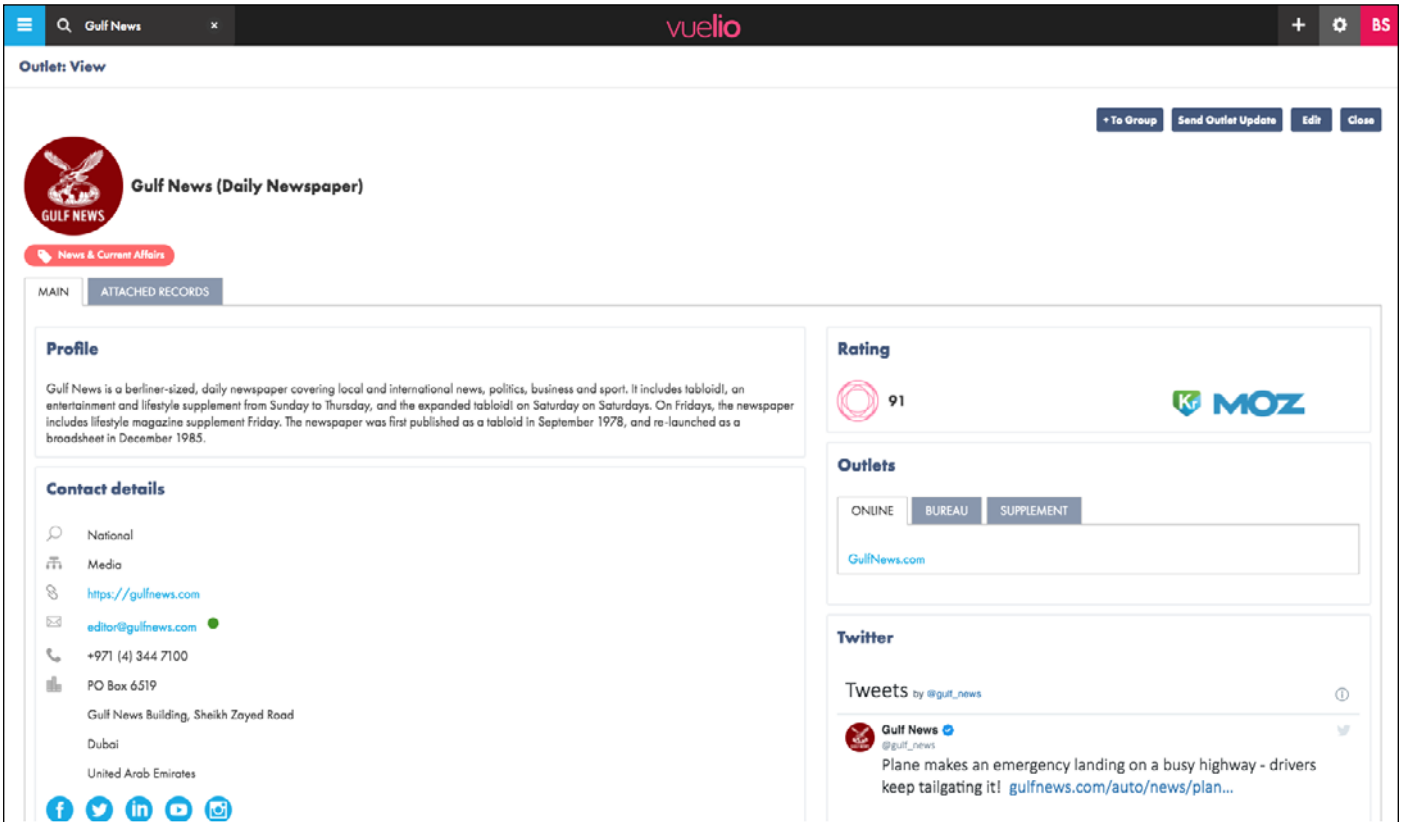 Gulf News ×
vuelio
+
BS
Outlet: View
+To Group Send Outlet Update Edit Close
GULF NEWS
Gulf News (Daily Newspaper)
News & Current Affairs
MAIN ATTACHED RECORDS
Profile
Gulf News is a berliner-sized, daily newspaper covering local and international news, politics, business and sport. It includes tabloid!, an
entertainment and lifestyle supplement from Sunday to Thursday, and the expanded tabloid! on Saturday on Saturdays. On Fridays, the newspaper
includes lifestyle magazine supplement Friday. The newspaper was first published as a tabloid in September 1978, and re-launched as a
broadsheet in December 1985.
Contact details
National
Media
https://gulfnews.com
editor@gulfnews.com
+971 (4) 344 7100
PO Box 6519
Gulf News Building, Sheikh Zayed Road
Dubai
United Arab Emirates
Rating
91
Kr MOZ
Outlets
ONLINE BUREAU SUPPLEMENT
GulfNews.com
Twitter
Tweets by @gulf_news
Gulf News
@gulf_news
Plane makes an emergency landing on a busy highway - drivers
keep tailgating it! gulfnews.com/auto/news/plan...